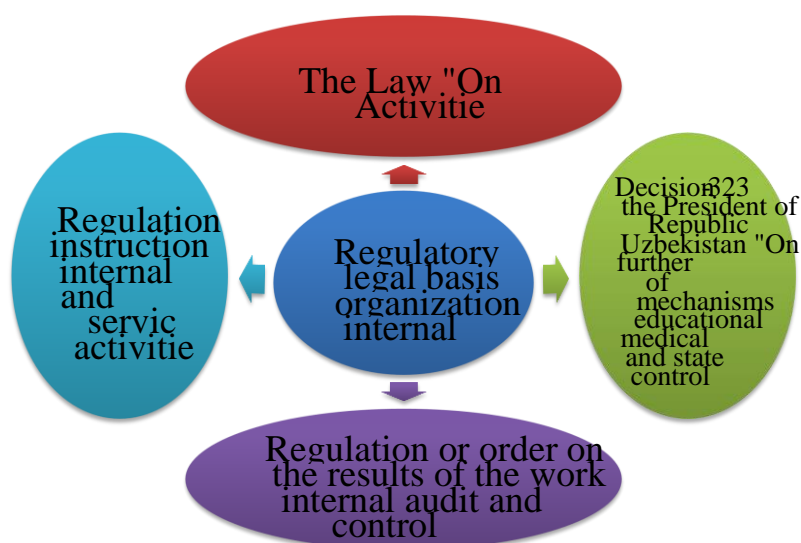 The Law "On
Activitie
Regulation
instruction
internal
and
servic
activitie
Regulatory
legal basis
organization
internal
Decision323
the President of
Republic
Uzbekistan "On
further
of
mechanisms
educational
medical
and state
control
Regulation or order on
the results of the work
internal audit and
control